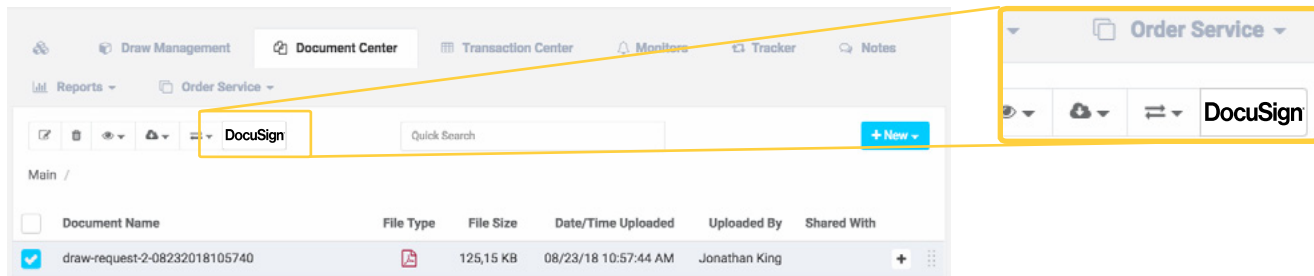 Draw Management Document Center Transaction Center Monitors Tracker Notes
Reports Order Service
DocuSign Quick Search + New
Main /
Document Name File Type File Size Date/Time Uploaded Uploaded By Shared With
draw-request-2-08232018105740 125,15 KB 08/23/18 10:57:44 AM Jonathan King +
Order Service
DocuSign